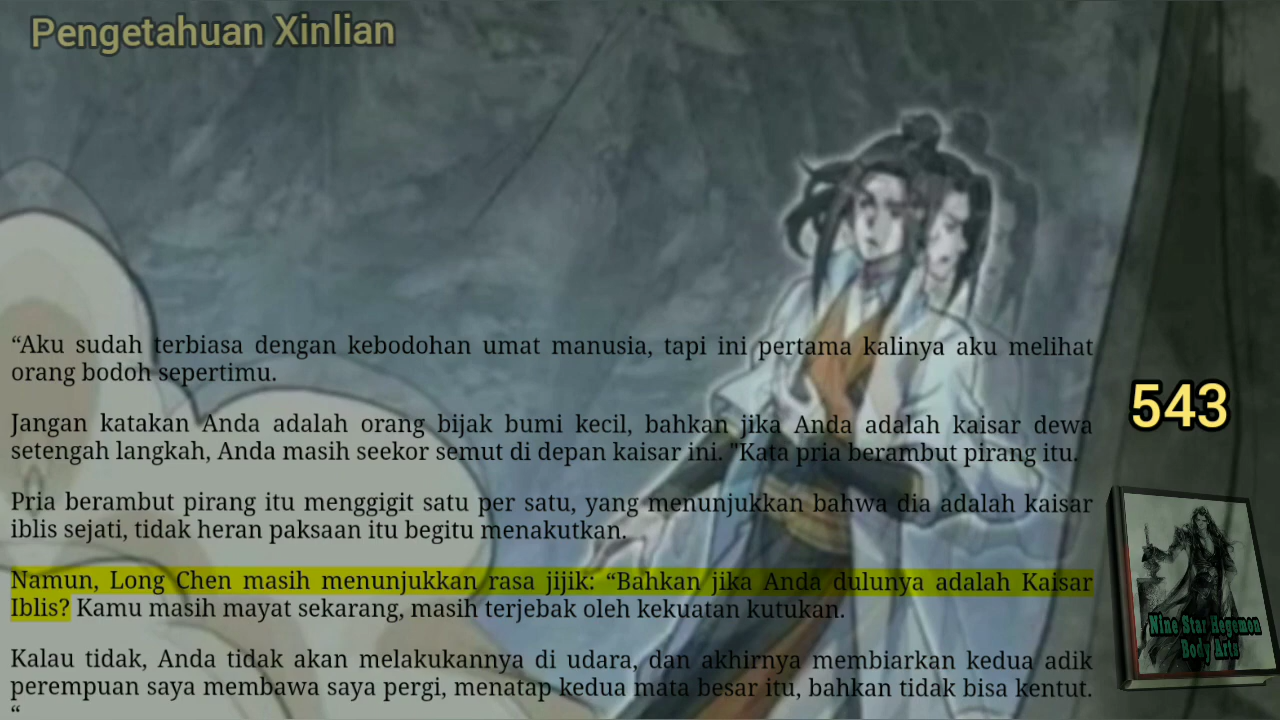 Pengetahuan Xinlian
“Aku sudah terbiasa dengan kebodohan umat manusia, tapi ini pertama kalinya aku melihat
orang bodoh sepertimu.
Jangan katakan Anda adalah orang bijak bumi kecil, bahkan jika Anda adalah kaisar dewa
setengah langkah, Anda masih seekor semut di depan kaisar ini. "Kata pria berambut pirang itu.
543
Pria berambut pirang itu menggigit satu per satu, yang menunjukkan bahwa dia adalah kaisar
iblis sejati, tidak heran paksaan itu begitu menakutkan.
Namun, Long Chen masih menunjukkan rasa jijik: “Bahkan jika Anda dulunya adalah Kaisar
Iblis? Kamu masih mayat sekarang, masih terjebak oleh kekuatan kutukan.
Kalau tidak, Anda tidak akan melakukannya di udara, dan akhirnya membiarkan kedua adik
perempuan saya membawa saya pergi, menatap kedua mata besar itu, bahkan tidak bisa kentut.
“
Nine Star Hegemon
Body Arts